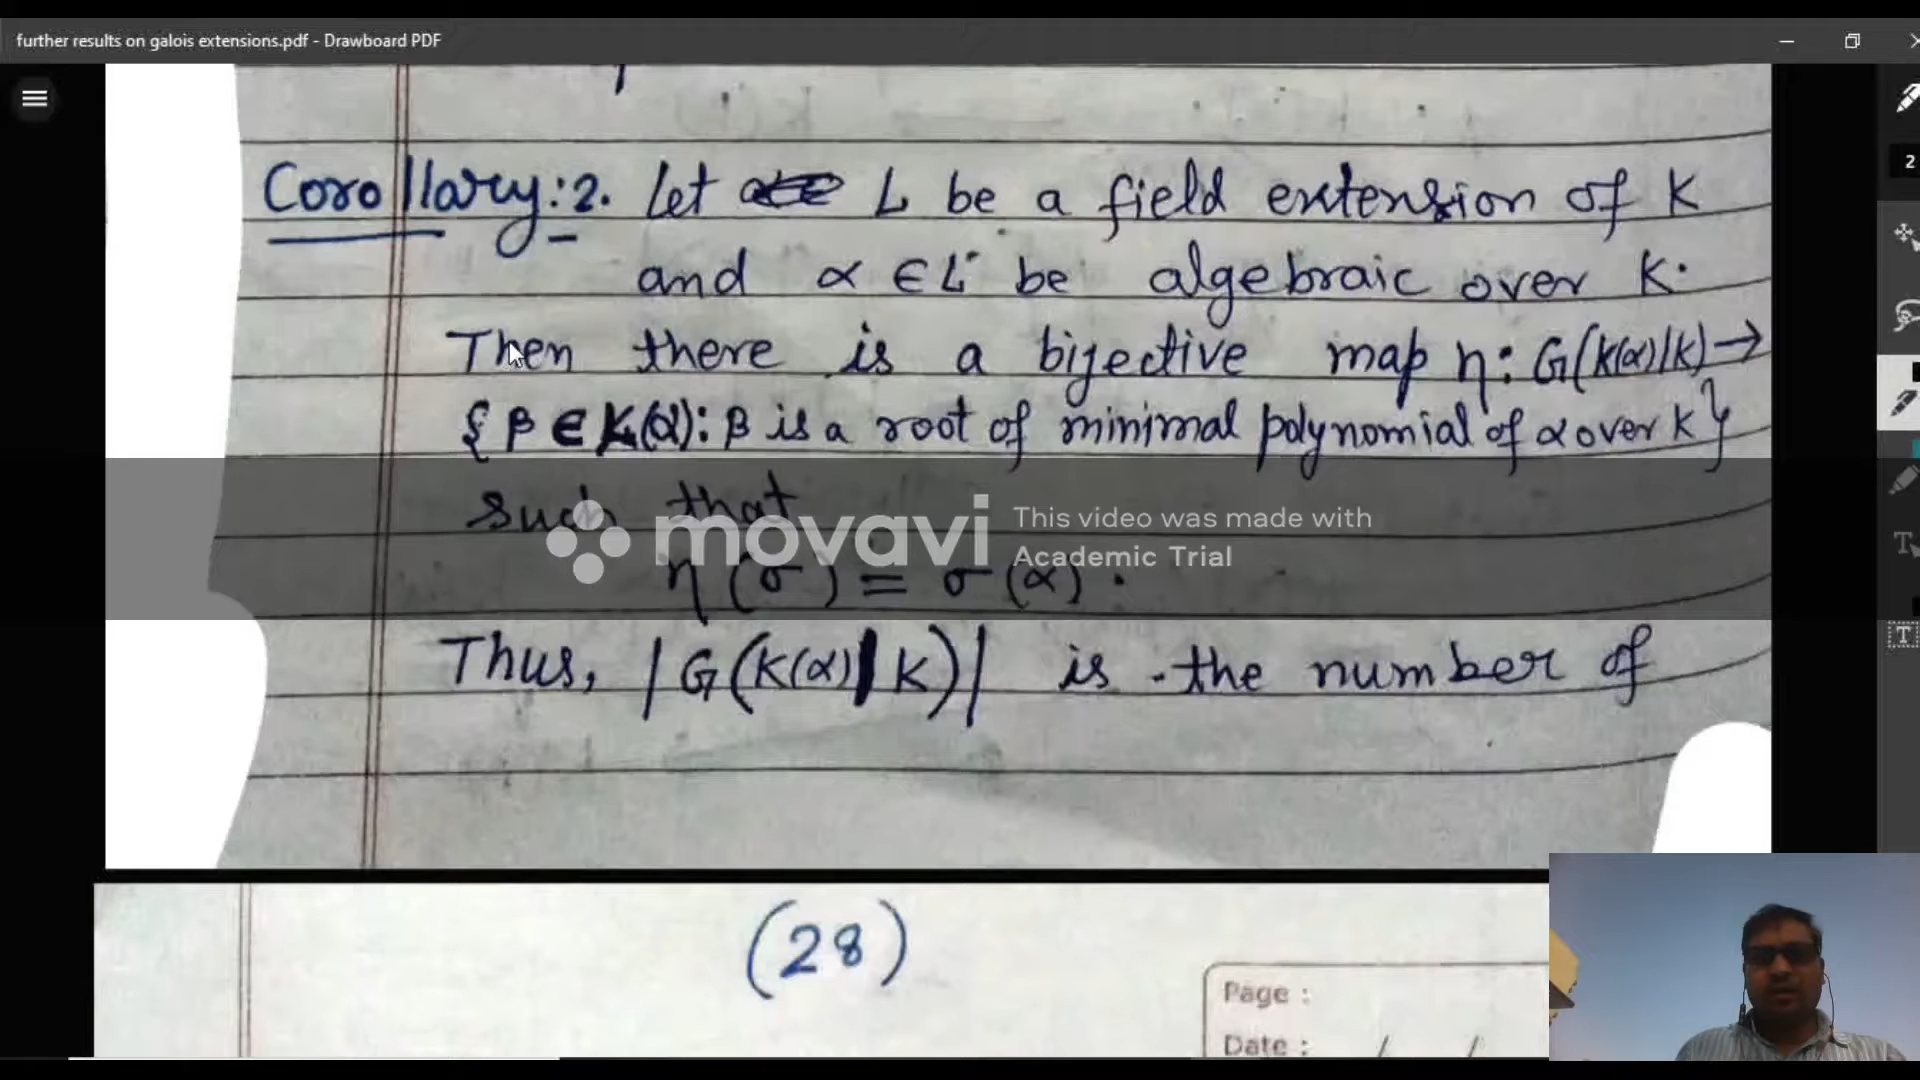 further results on galois extensions.pdf - Drawboard PDF
2
Corollary:2. Let L be a field extension of K
and α ∈ L be algebraic over K.
Then there is a bijective map η: G(K(α)|K) →
{β ∈ K(α): β is a root of minimal polynomial of α over K}
such that
movavi
This video was made with
Academic Trial
η(σ) = σ(α).
Thus, |G(K(α)|K)| is the number of
(28)
Page :
Date : / /